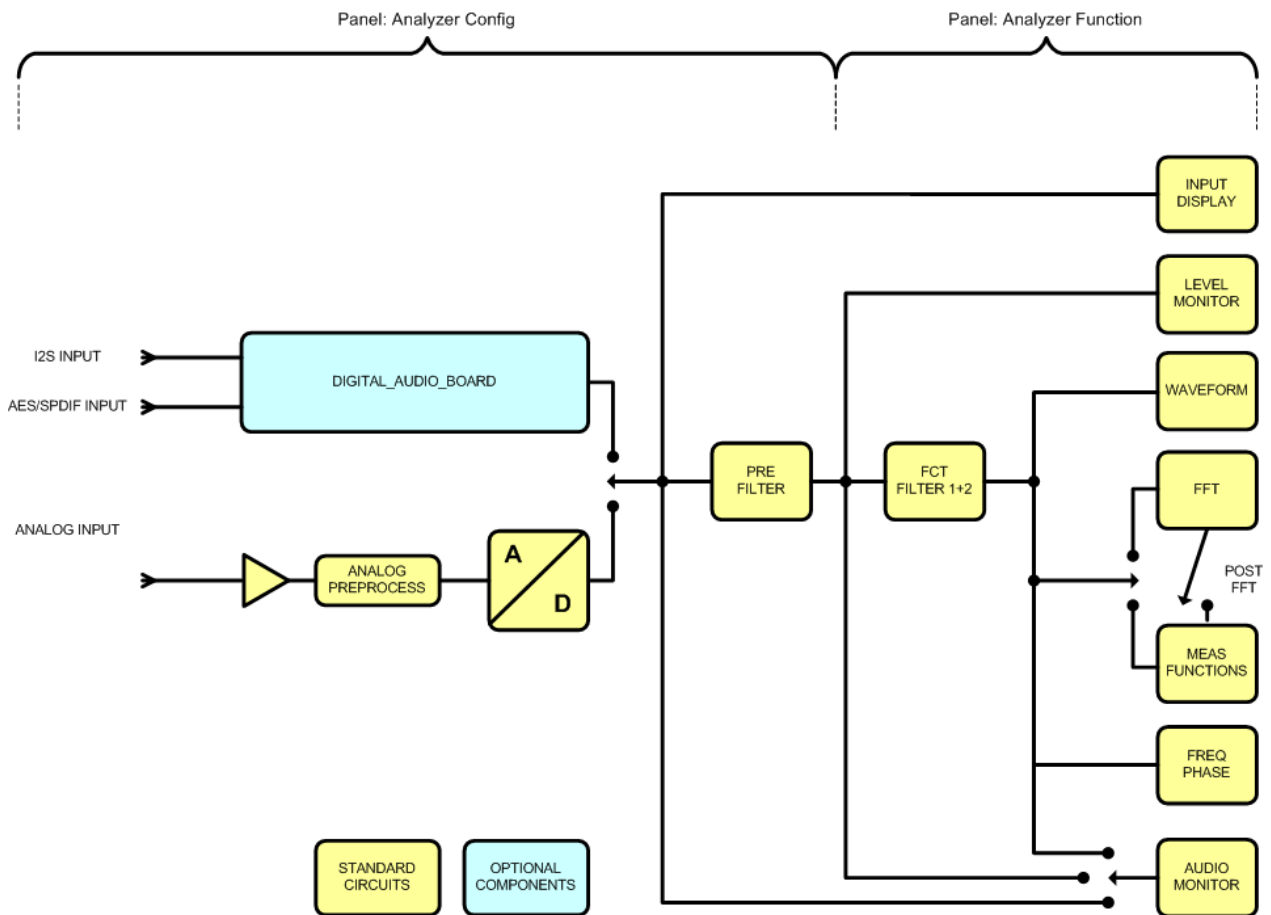 Panel: Analyzer Config
Panel: Analyzer Function
INPUT
DISPLAY
LEVEL
MONITOR
I2S INPUT
DIGITAL_AUDIO_BOARD
AES/SPDIF INPUT
WAVEFORM
PRE
FILTER
FCT
FILTER 1+2
FFT
ANALOG INPUT
ANALOG
PREPROCESS
A
D
POST
FFT
MEAS
FUNCTIONS
FREQ
PHASE
STANDARD
CIRCUITS
OPTIONAL
COMPONENTS
AUDIO
MONITOR